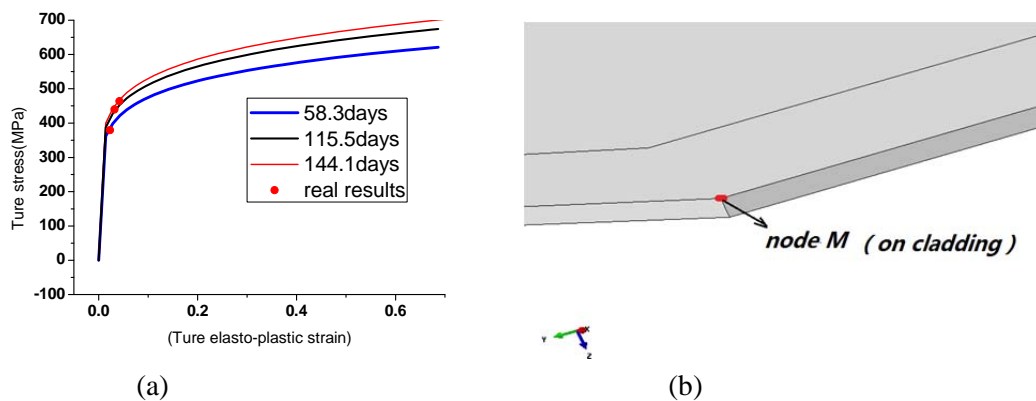 700
600
500
400
300
200
100
0
-100
Ture stress(MPa)
58.3days
115.5days
144.1days
real results
0.0 0.2 0.4 0.6
(Ture elasto-plastic strain)
(a)
node M ( on cladding )
X
Y
Z
(b)